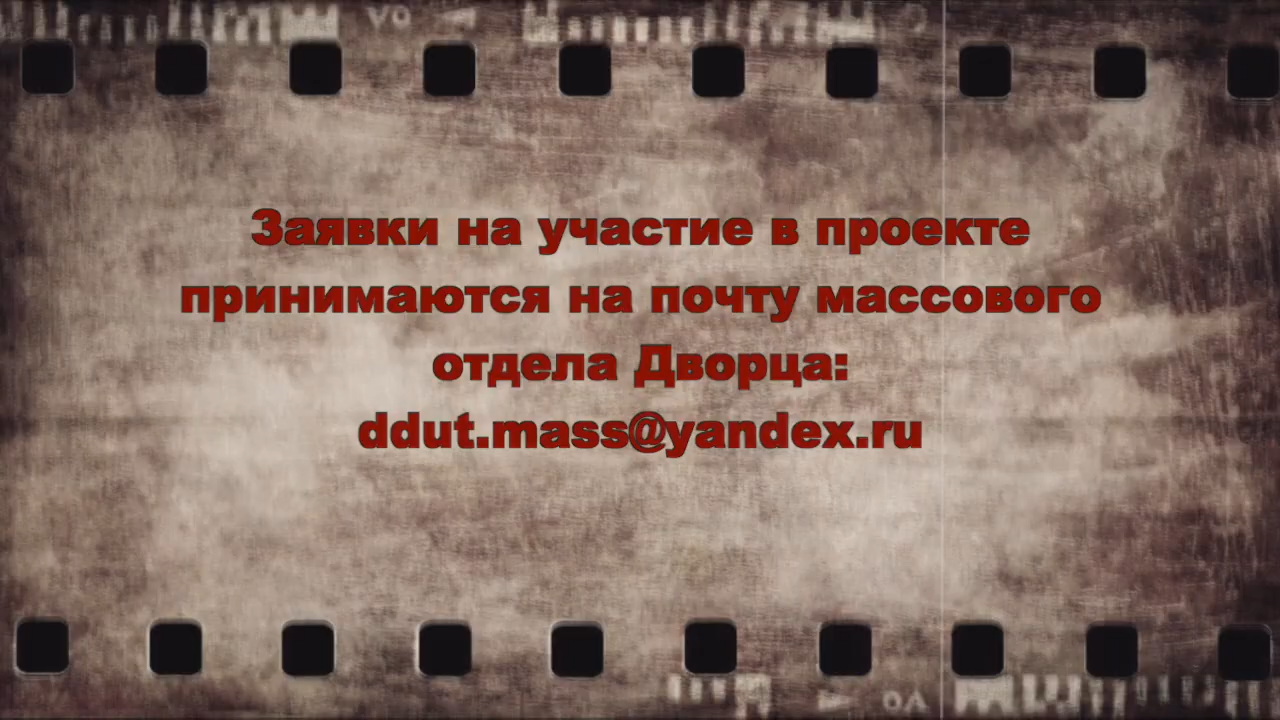 Заявки на участие в проекте
принимаются на почту массового
отдела Дворца:
ddut.mass@yandex.ru